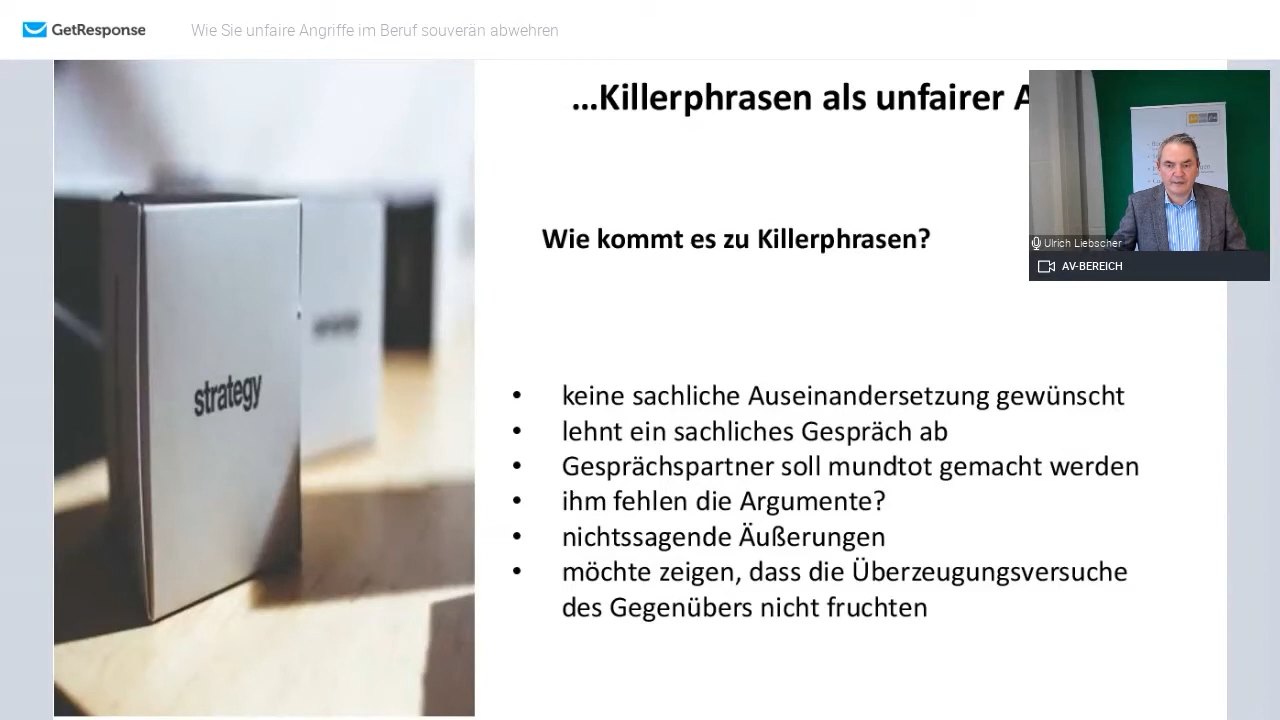 GetResponse
Wie Sie unfaire Angriffe im Beruf souverän abwehren
...Killerphrasen als unfairer
Wie kommt es zu Killerphrasen?
Ulrich Liebscher
AV-BEREICH
strategy
• keine sachliche Auseinandersetzung gewünscht
• lehnt ein sachliches Gespräch ab
• Gesprächspartner soll mundtot gemacht werden
• ihm fehlen die Argumente?
• nichtssagende Äußerungen
• möchte zeigen, dass die Überzeugungsversuche
des Gegenübers nicht fruchten